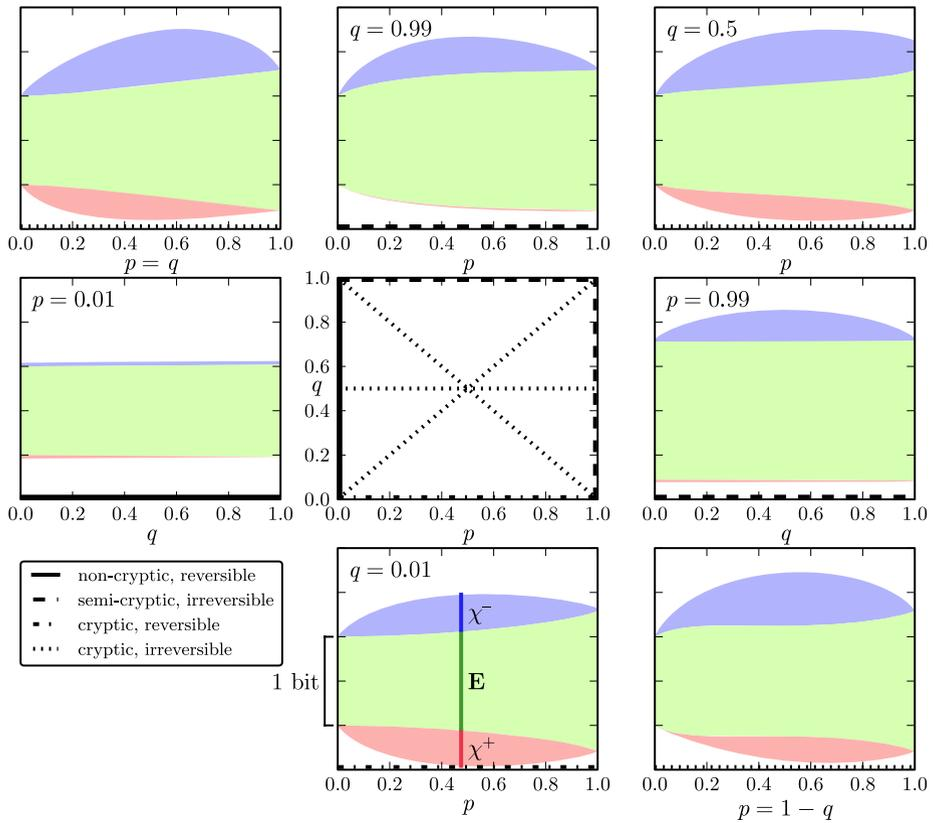 q = 0.99
q = 0.5
0.0 0.2 0.4 0.6 0.8 1.0
p = q
0.0 0.2 0.4 0.6 0.8 1.0
p
0.0 0.2 0.4 0.6 0.8 1.0
p
p = 0.01
0.0 0.2 0.4 0.6 0.8 1.0
q
1.0
0.8
0.6
q
0.4
0.2
0.0
0.0 0.2 0.4 0.6 0.8 1.0
p
p = 0.99
0.0 0.2 0.4 0.6 0.8 1.0
q
non-cryptic, reversible
semi-cryptic, irreversible
cryptic, reversible
cryptic, irreversible
q = 0.01
χ⁻
1 bit
E
χ⁺
0.0 0.2 0.4 0.6 0.8 1.0
p
0.0 0.2 0.4 0.6 0.8 1.0
p = 1 − q